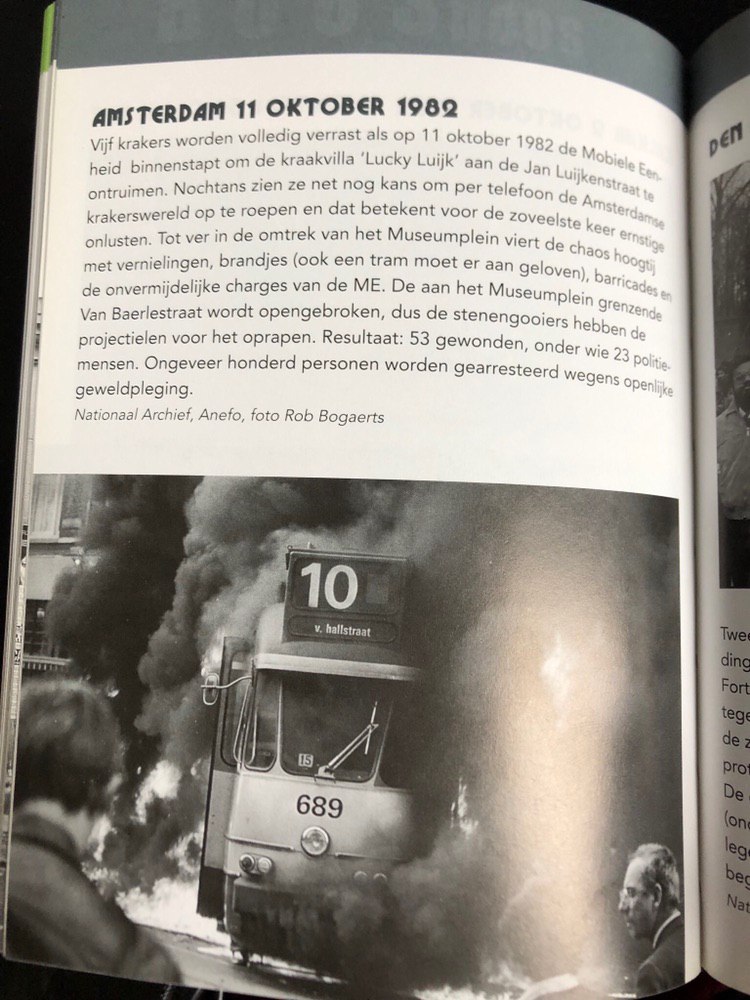 AMSTERDAM 11 OKTOBER 1982
Vijf krakers worden volledig verrast als op 11 oktober 1982 de Mobiele Een-
heid binnenstapt om de kraakvilla 'Lucky Luijk' aan de Jan Luijkenstraat te
ontruimen. Nochtans zien ze net nog kans om per telefoon de Amsterdamse
krakerswereld op te roepen en dat betekent voor de zoveelste keer ernstige
onlusten. Tot ver in de omtrek van het Museumplein viert de chaos hoogtij
met vernielingen, brandjes (ook een tram moet er aan geloven), barricades en
de onvermijdelijke charges van de ME. De aan het Museumplein grenzende
Van Baerlestraat wordt opengebroken, dus de stenengooiers hebben de
projectielen voor het oprapen. Resultaat: 53 gewonden, onder wie 23 politie-
mensen. Ongeveer honderd personen worden gearresteerd wegens openlijke
geweldpleging.
Nationaal Archief, Anefo, foto Rob Bogaerts
10
v. hallstraat
15
689
DEN
Twee
ding
Fort
tege
de z
prot
De
(ond
lege
beg
Nat